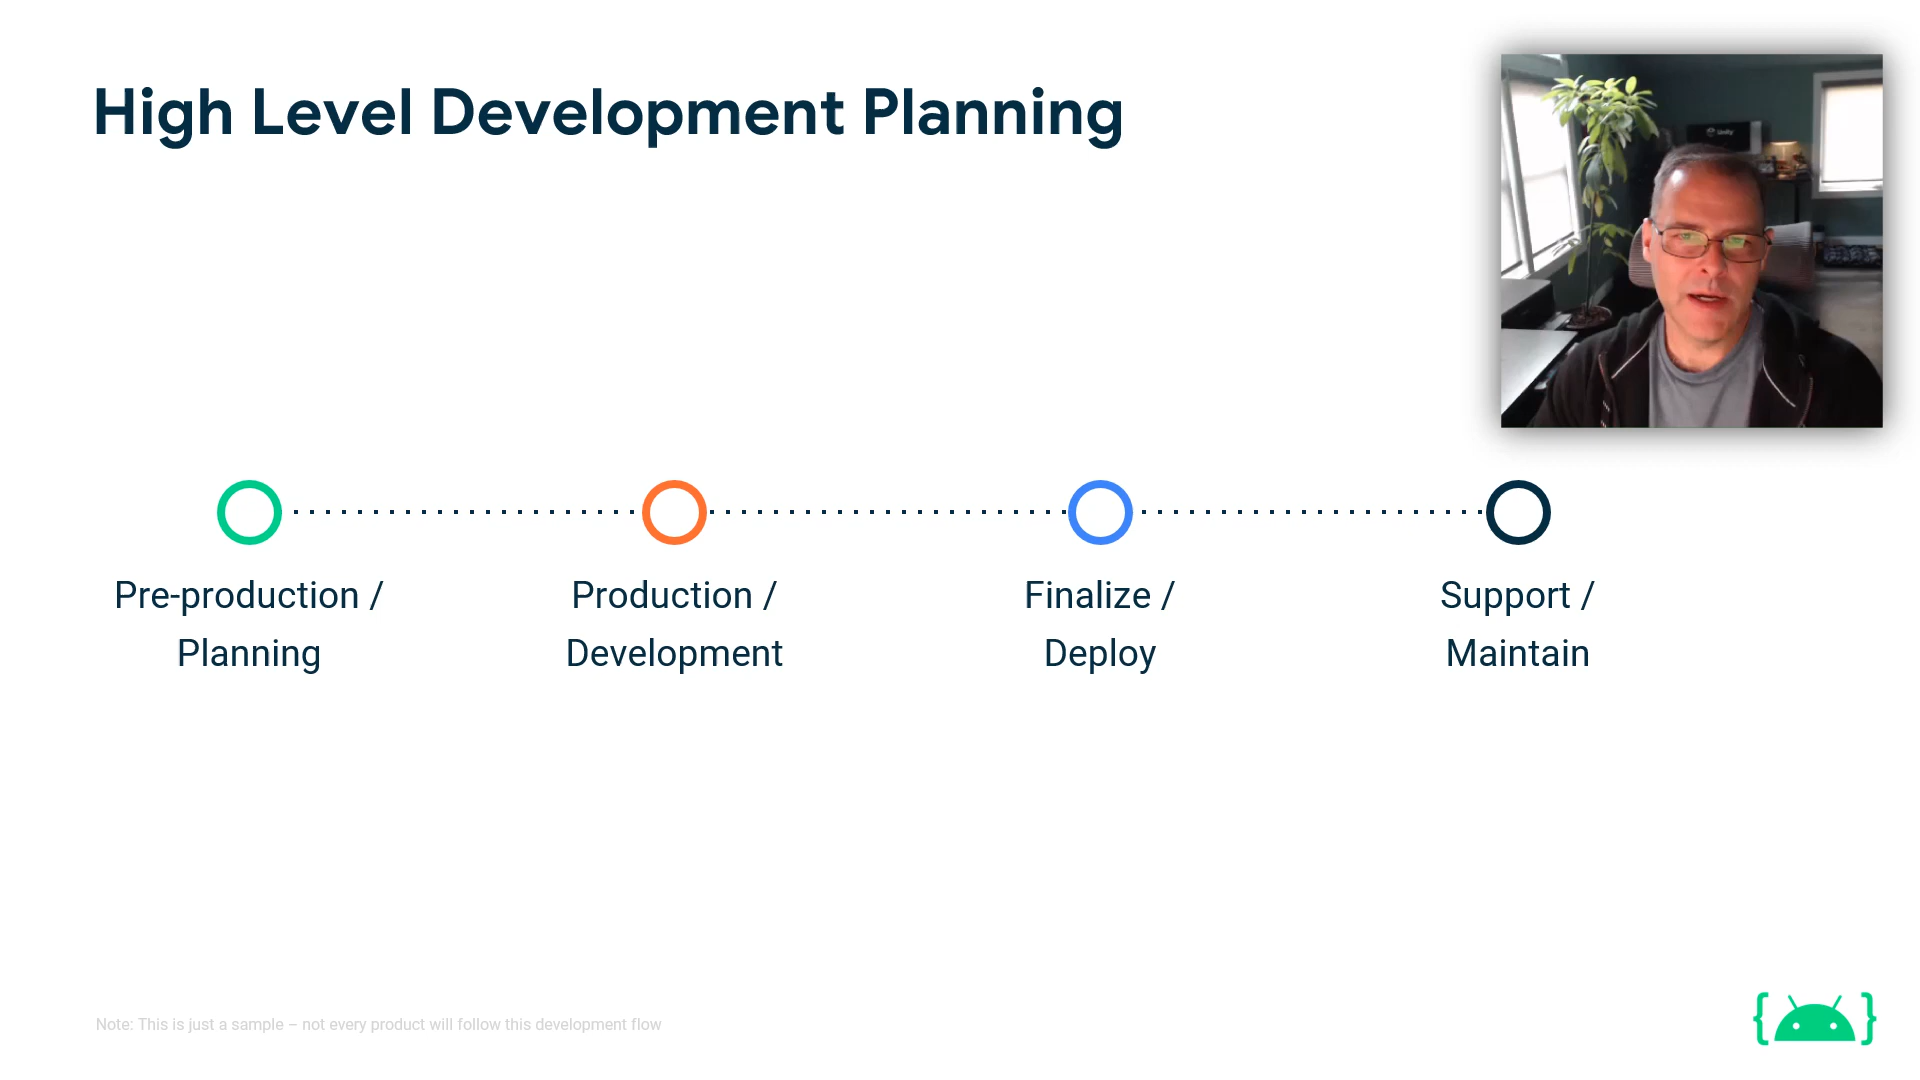 High Level Development Planning
Unity
Pre-production /
Planning
Production /
Development
Finalize /
Deploy
Support /
Maintain
Note: This is just a sample – not every product will follow this development flow